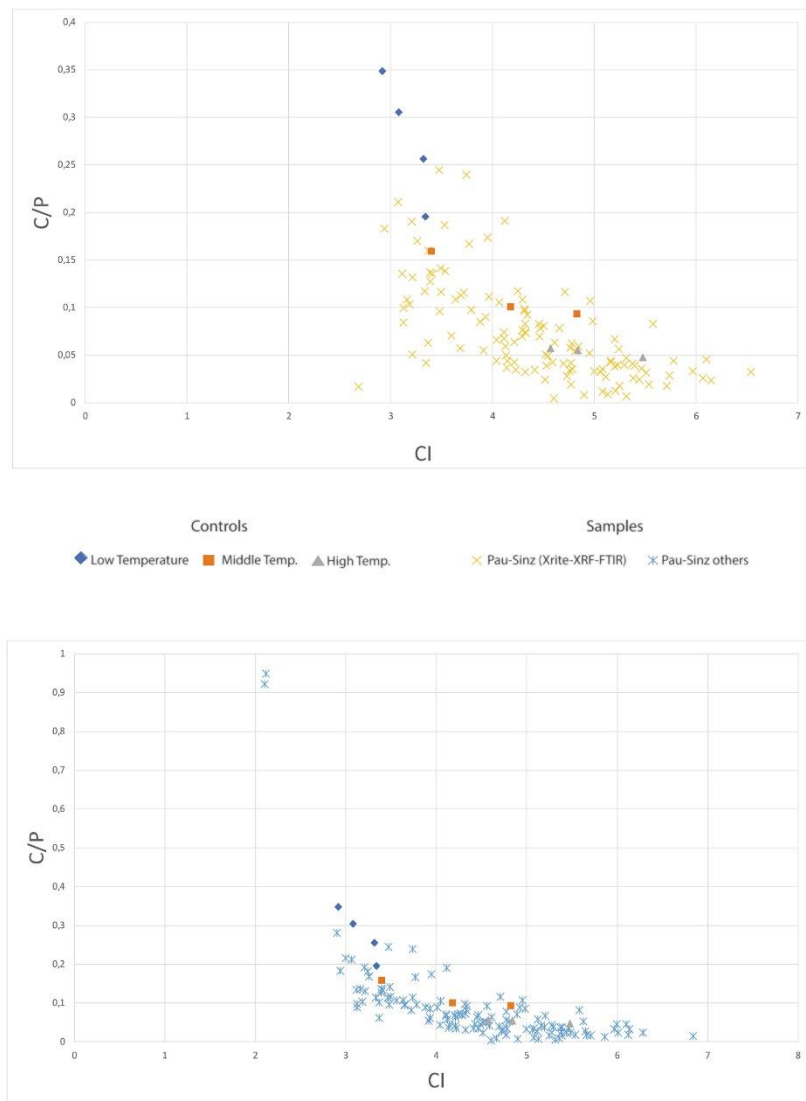 0,4
0,35
0,3
0,25
0,2
0,15
0,1
0,05
0
C/P
0 1 2 3 4 5 6 7
CI
Controls Samples
Low Temperature Middle Temp. High Temp. Pau-Sinz (Xrite-XRF-FTIR) Pau-Sinz others
1
0,9
0,8
0,7
0,6
0,5
0,4
0,3
0,2
0,1
0
C/P
0 1 2 3 4 5 6 7 8
CI